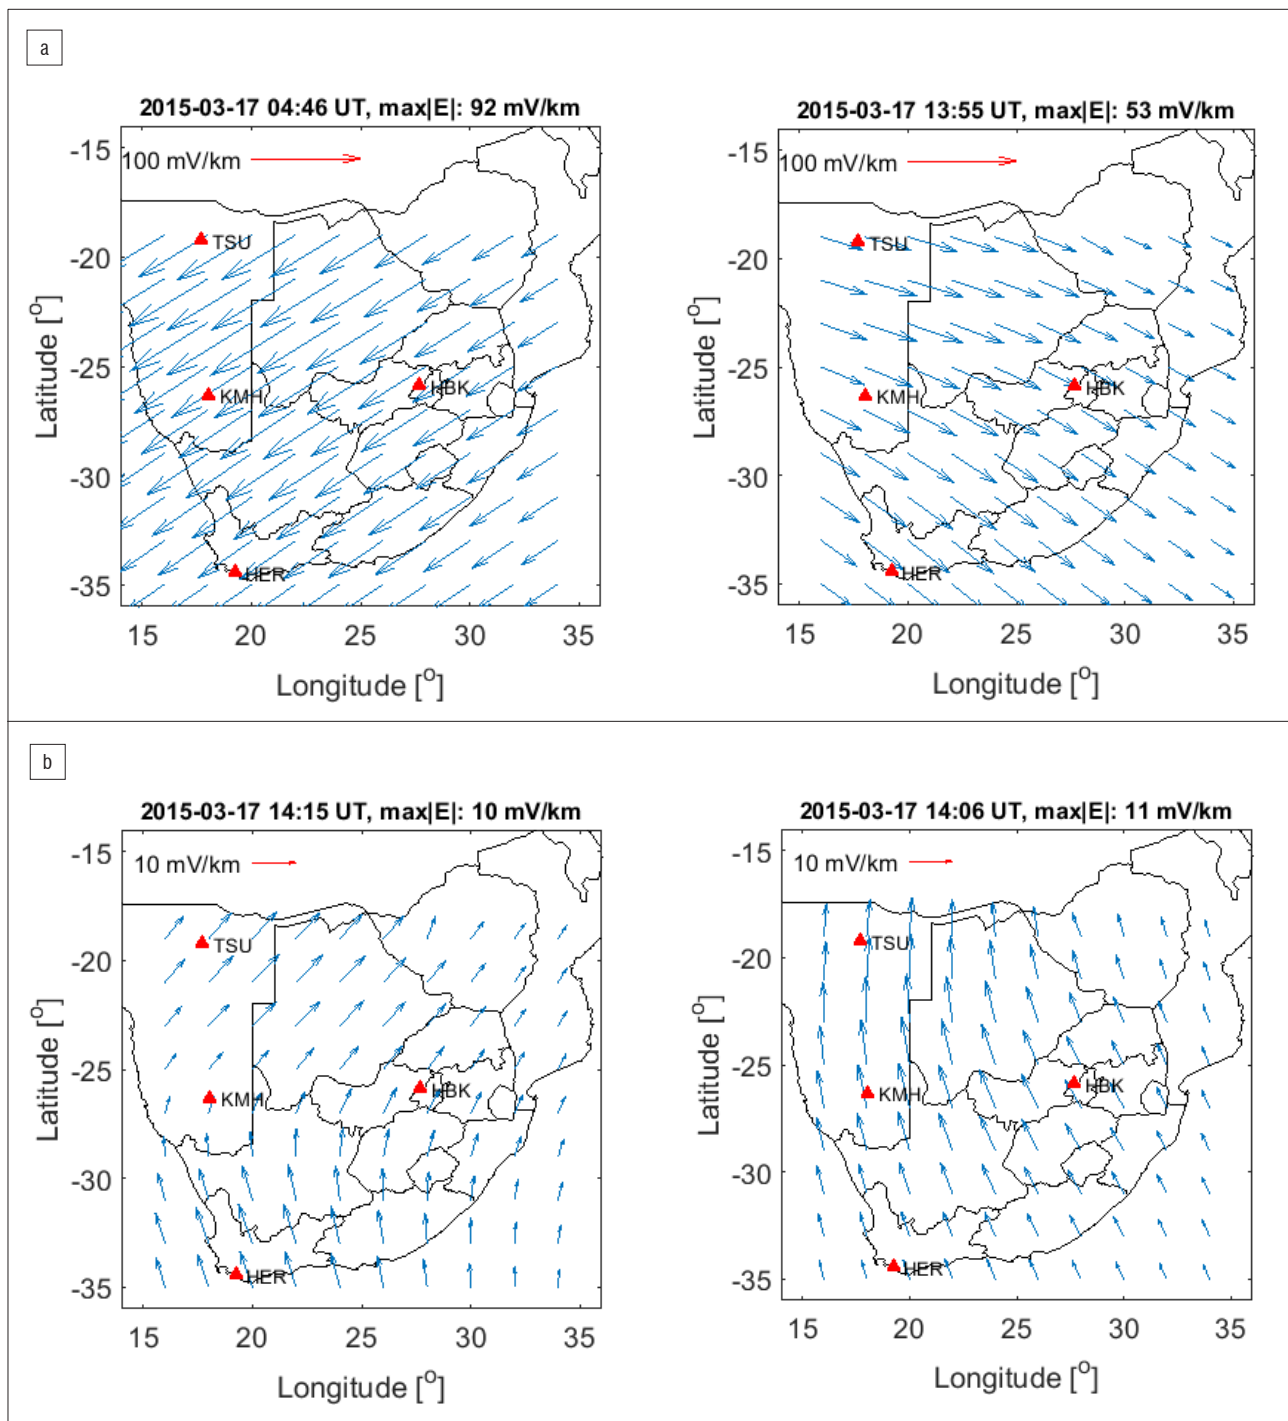 a
2015-03-17 04:46 UT, max|E|: 92 mV/km
100 mV/km
-15
-20
-25
-30
-35
Latitude [o]
TSU
KMH
HBK
HER
15 20 25 30 35
Longitude [o]
2015-03-17 13:55 UT, max|E|: 53 mV/km
100 mV/km
-15
-20
-25
-30
-35
Latitude [o]
TSU
KMH
HBK
HER
15 20 25 30 35
Longitude [o]
b
2015-03-17 14:15 UT, max|E|: 10 mV/km
10 mV/km
-15
-20
-25
-30
-35
Latitude [o]
TSU
KMH
HBK
HER
15 20 25 30 35
Longitude [o]
2015-03-17 14:06 UT, max|E|: 11 mV/km
10 mV/km
-15
-20
-25
-30
-35
Latitude [o]
TSU
KMH
HBK
HER
15 20 25 30 35
Longitude [o]